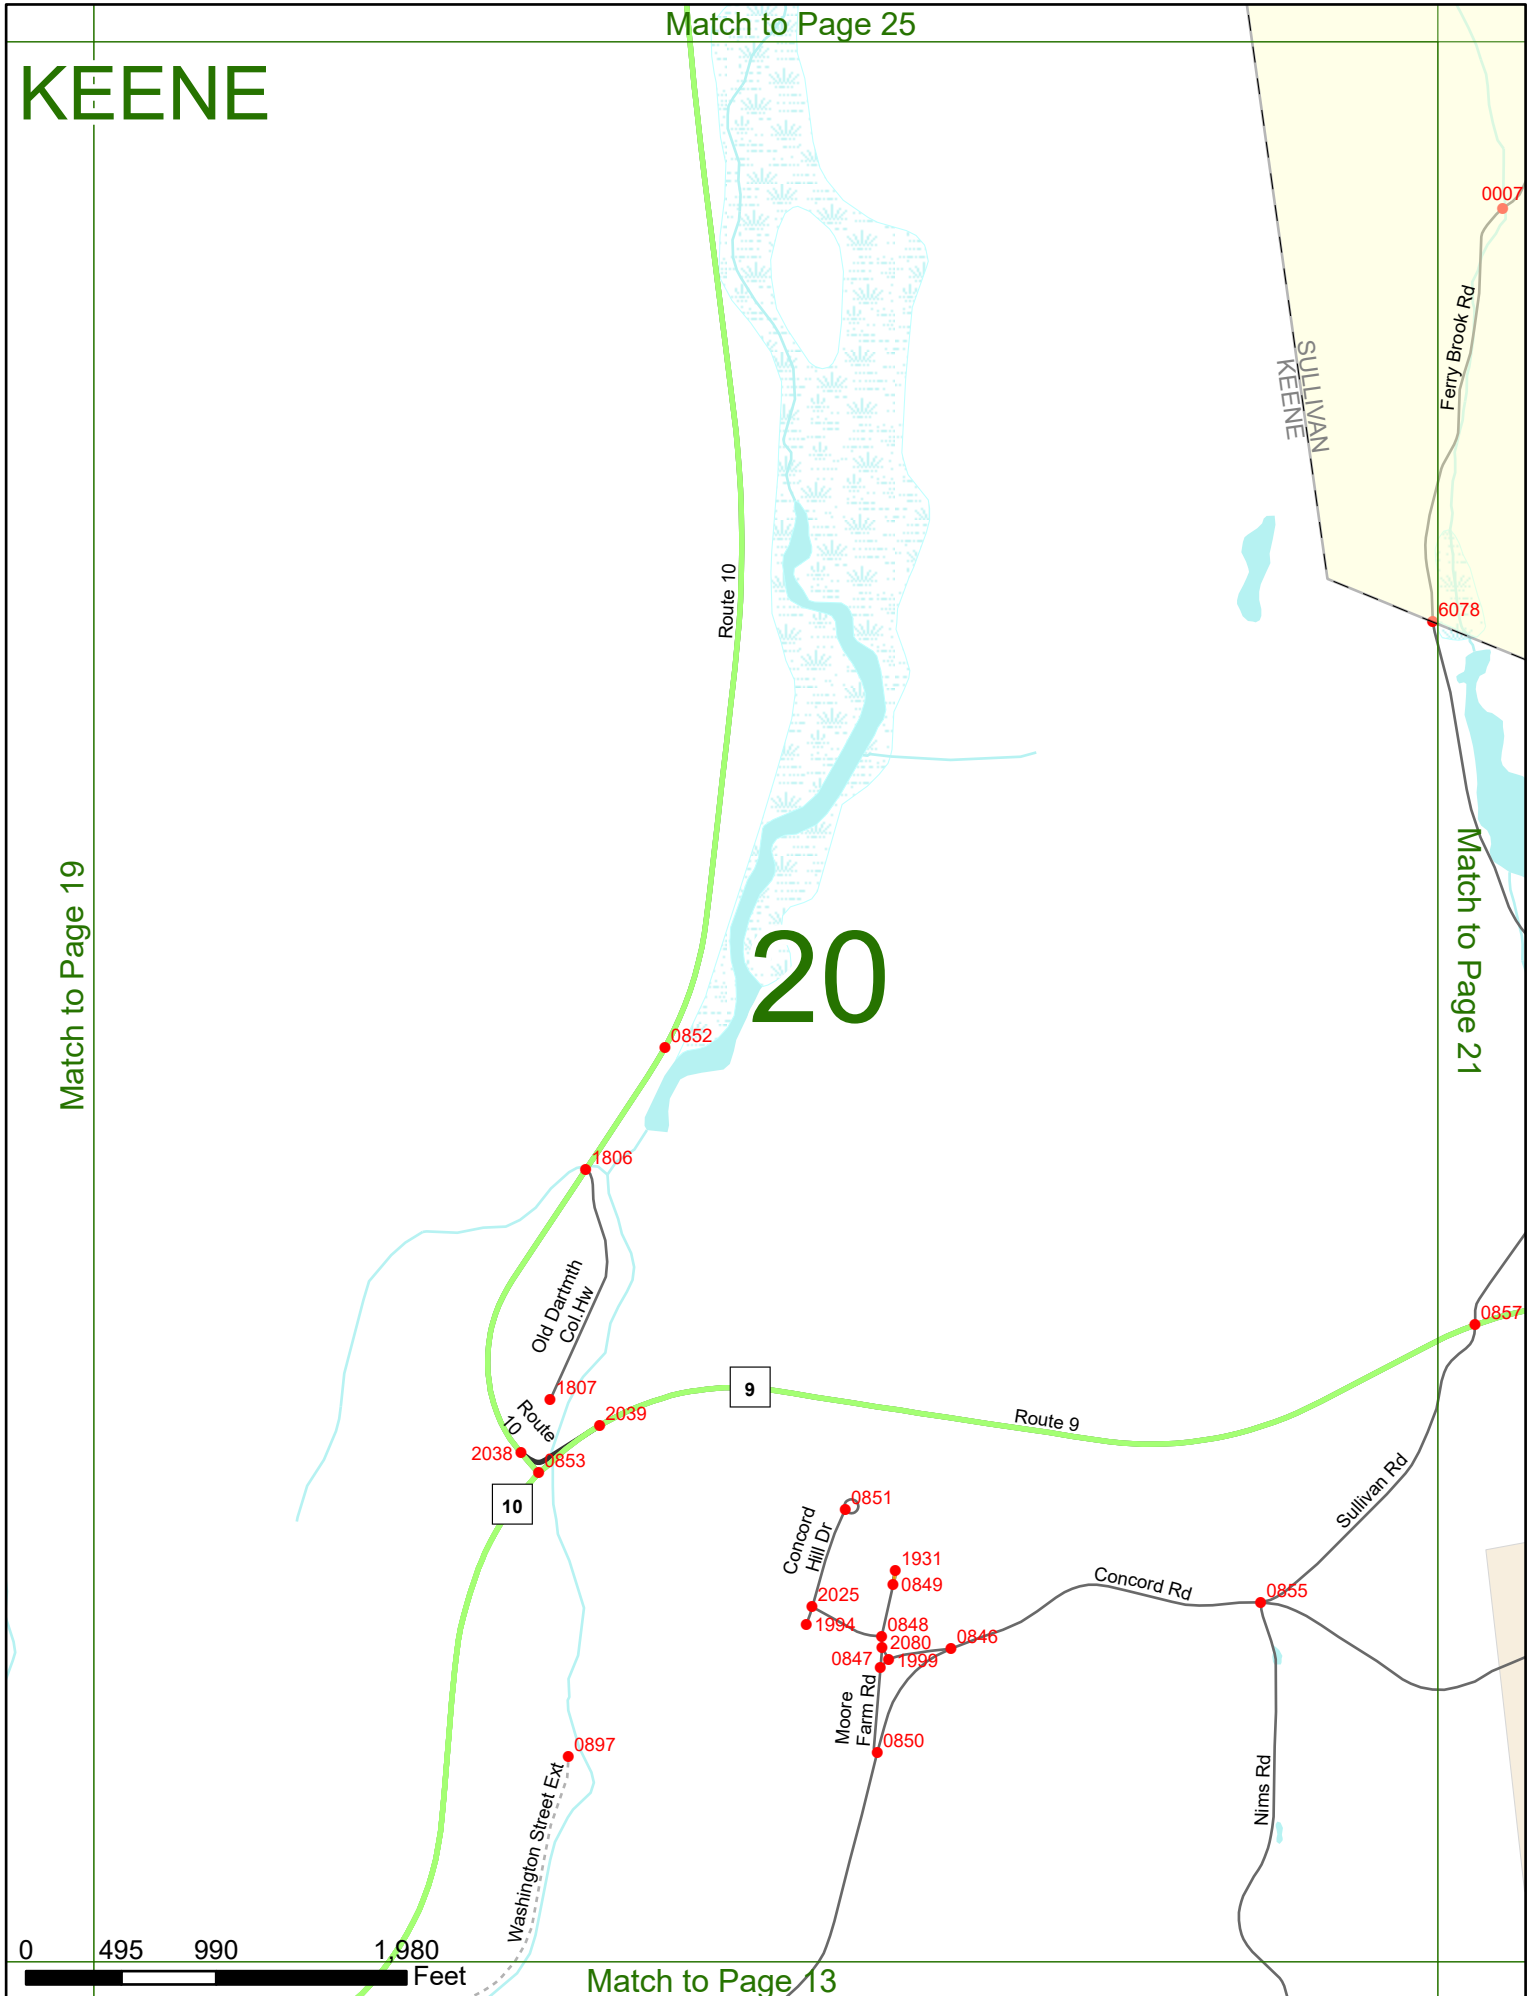 Match to Page 25
KEENE
0007
Ferry Brook Rd
SULLIVAN
KEENE
Route 10
6078
Match to Page 19
Match to Page 21
20
0852
1806
Old Dartmth
Col.Hw
0857
1807
9
Route
10
2039
Route 9
2038
0853
10
0851
Sullivan Rd
Concord
Hill Dr
1931
0849
Concord Rd
2025
0855
1994
0848
2080
0846
0847
1999
Moore
Farm Rd
0850
0897
Nims Rd
Washington Street Ext
0 495 990 1,980
Feet
Match to Page 13